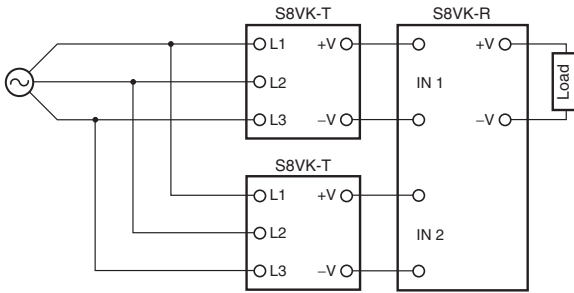 S8VK-T S8VK-R
L1 +V +V
L2 IN 1
L3 −V −V
Load
S8VK-T
L1 +V
L2 IN 2
L3 −V